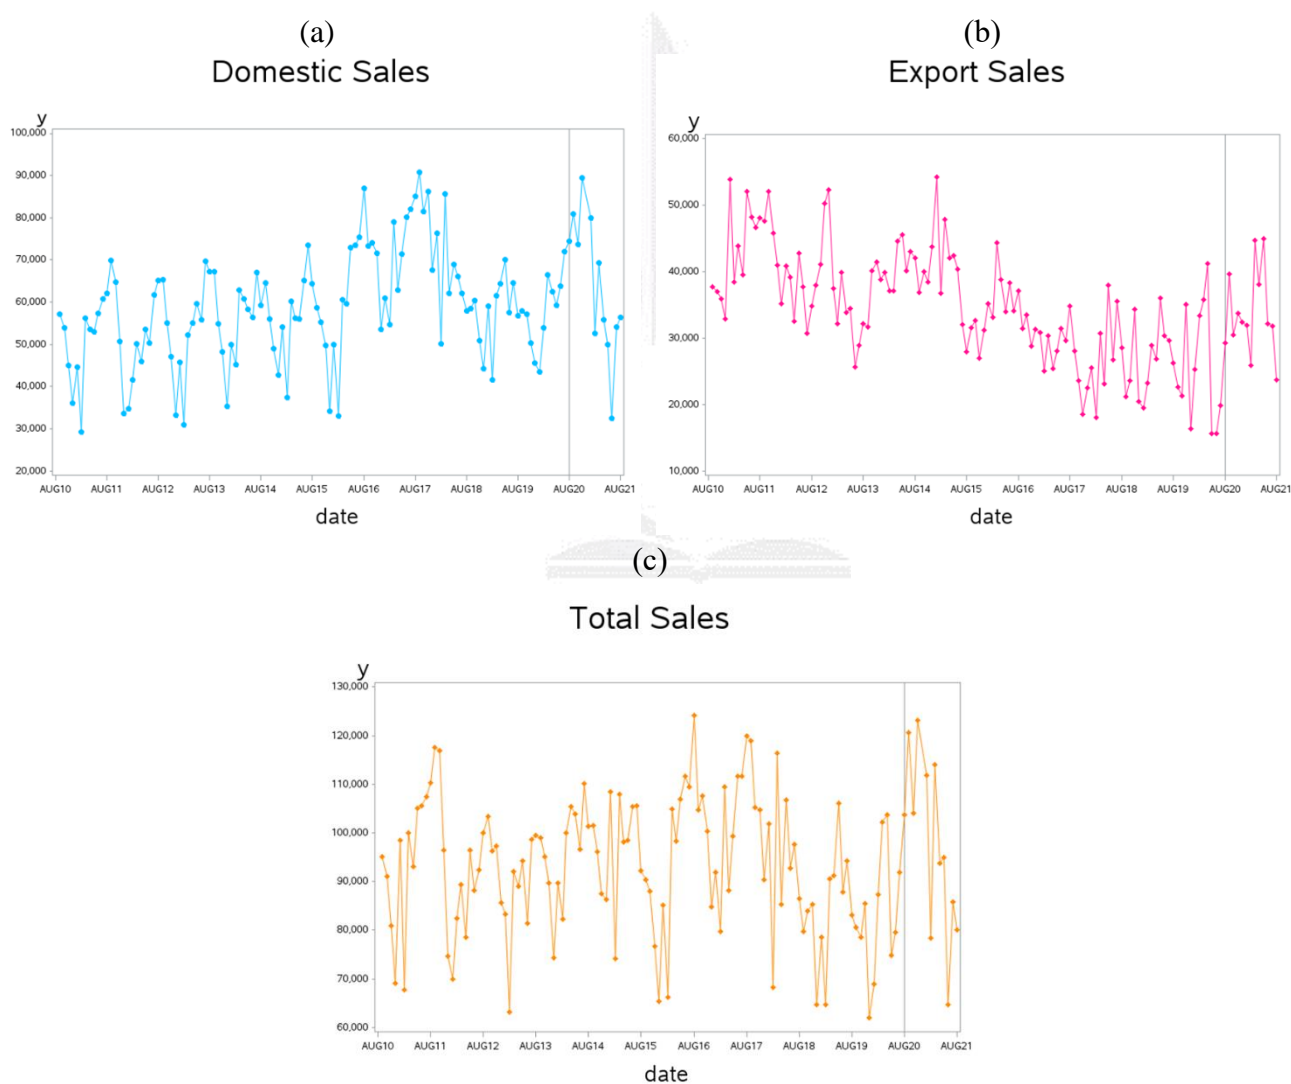 (a)
Domestic Sales
y
100,000
90,000
80,000
70,000
60,000
50,000
40,000
30,000
20,000
AUG10 AUG11 AUG12 AUG13 AUG14 AUG15 AUG16 AUG17 AUG18 AUG19 AUG20 AUG21
date
(b)
Export Sales
y
60,000
50,000
40,000
30,000
20,000
10,000
AUG10 AUG11 AUG12 AUG13 AUG14 AUG15 AUG16 AUG17 AUG18 AUG19 AUG20 AUG21
date
(c)
Total Sales
y
130,000
120,000
110,000
100,000
90,000
80,000
70,000
60,000
AUG10 AUG11 AUG12 AUG13 AUG14 AUG15 AUG16 AUG17 AUG18 AUG19 AUG20 AUG21
date